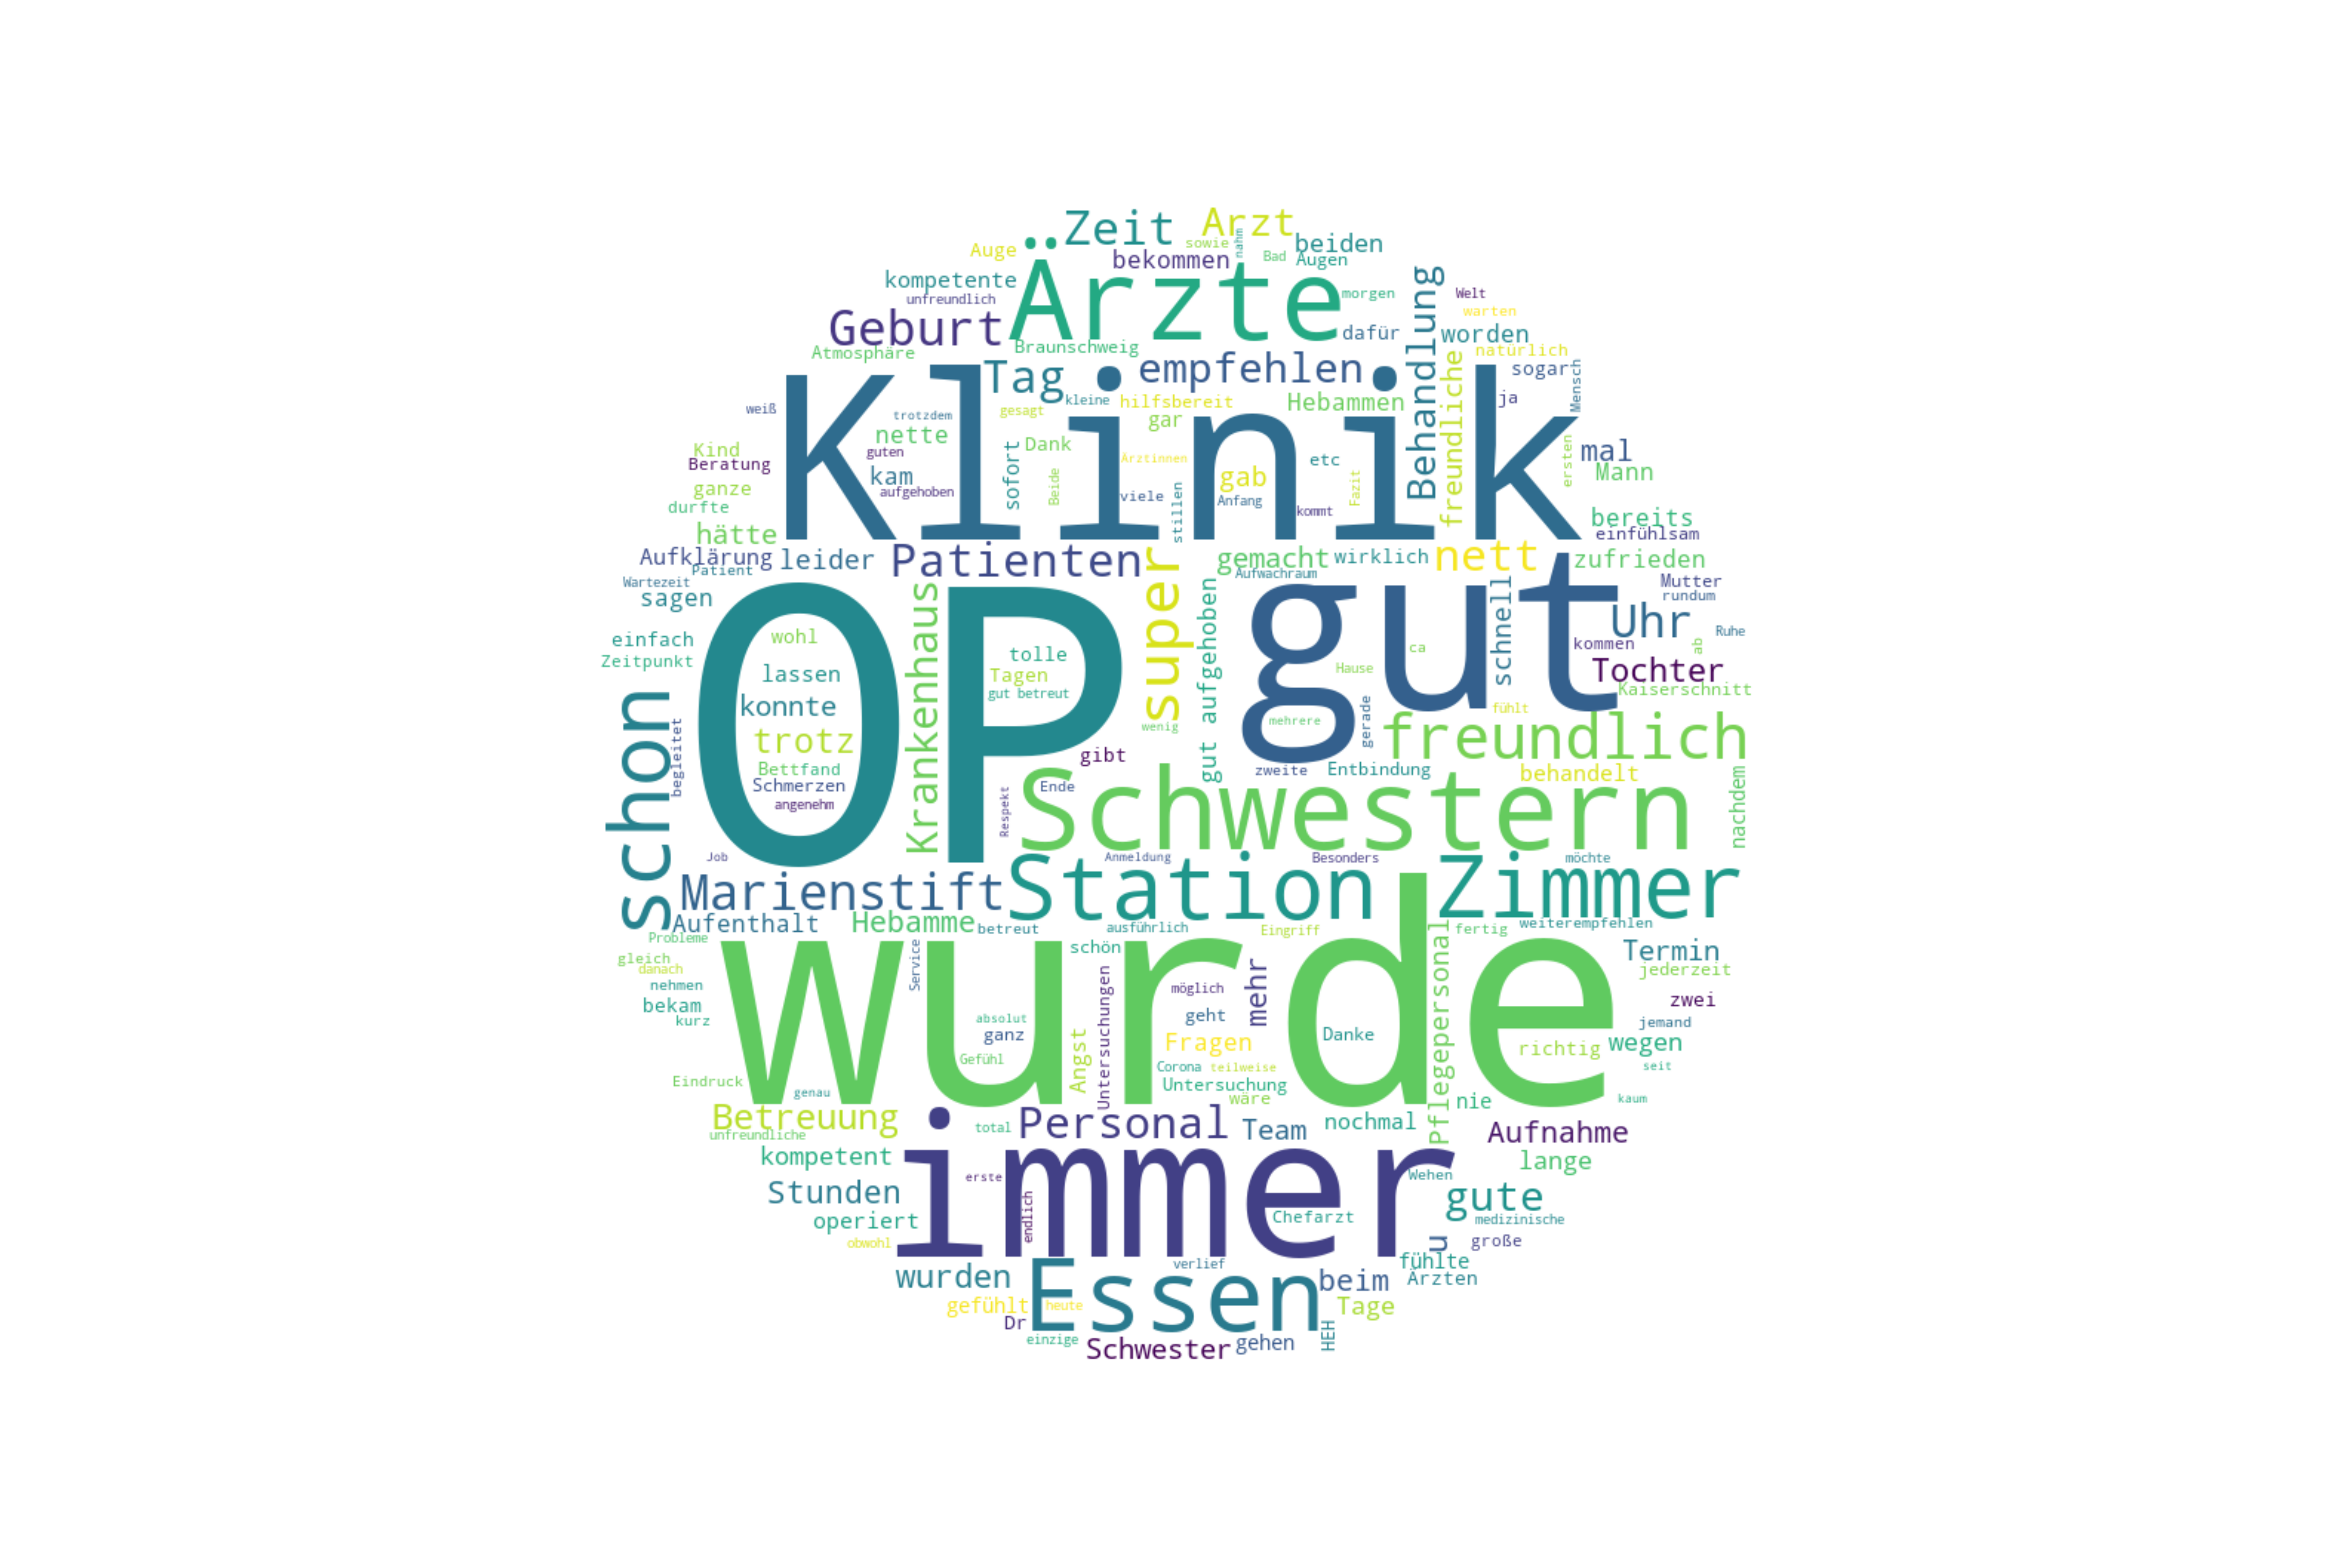 Zeit
Arzt
sowie
nahm
beiden
Auge
bekommen
Bad
Augen
kompetente
Ärzte
Behandlung
unfreundlich
morgen
Welt
Geburt
warten
dafür
worden
Atmosphäre
Braunschweig
natürlich
Klinik
Tag
empfehlen
freundliche
sogar
Mensch
weiß
trotzdem
gesagt
kleine
hilfsbereit
Hebammen
ja
gar
nette
Dank
Kind
guten
mal
Beratung
kam
sofort
Ärztinnen
etc
ersten
Mann
ganze
aufgehoben
Beide
viele
gab
Fazit
durfte
Anfang
stillen
kommt
bereits
hätte
einfühlsam
Aufklärung
leider
Patienten
super
gemacht
wirklich
nett
zufrieden
Patient
Aufwachraum
Wartezeit
Mutter
sagen
rundum
OP
Krankenhaus
gut aufgehoben
gut
schnell
Uhr
einfach
wohl
Ruhe
Zeitpunkt
tolle
ca
kommen
ab
lassen
Tagen
Hause
Tochter
gut betreut
Kaiserschnitt
schon
konnte
fühlt
begleitet
trotz
wenig
mehrere
gerade
freundlich
gibt
Bettfand
zweite
Entbindung
behandelt
Schmerzen
Ende
Schwestern
nachdem
angenehm
Respekt
Job
Anmeldung
Besonders
möchte
Marienstift
Station
Zimmer
Aufenthalt
Hebamme
betreut
ausführlich
Eingriff
fertig
weiterempfehlen
Probleme
Service
schön
Pflegepersonal
Termin
gleich
danach
jederzeit
nehmen
wurde
Untersuchungen
möglich
mehr
zwei
bekam
kurz
absolut
geht
jemand
ganz
Danke
Angst
Fragen
richtig
wegen
Gefühl
Corona
teilweise
seit
Eindruck
Untersuchung
genau
wäre
nie
kaum
Betreuung
total
Personal
Team
nochmal
Aufnahme
unfreundliche
kompetent
immer
lange
erste
Wehen
Stunden
gute
operiert
endlich
Chefarzt
medizinische
obwohl
u
große
verlief
fühlte
wurden
Essen
beim
Ärzten
gefühlt
heute
Tage
Dr
einzige
Schwester
gehen
HEH